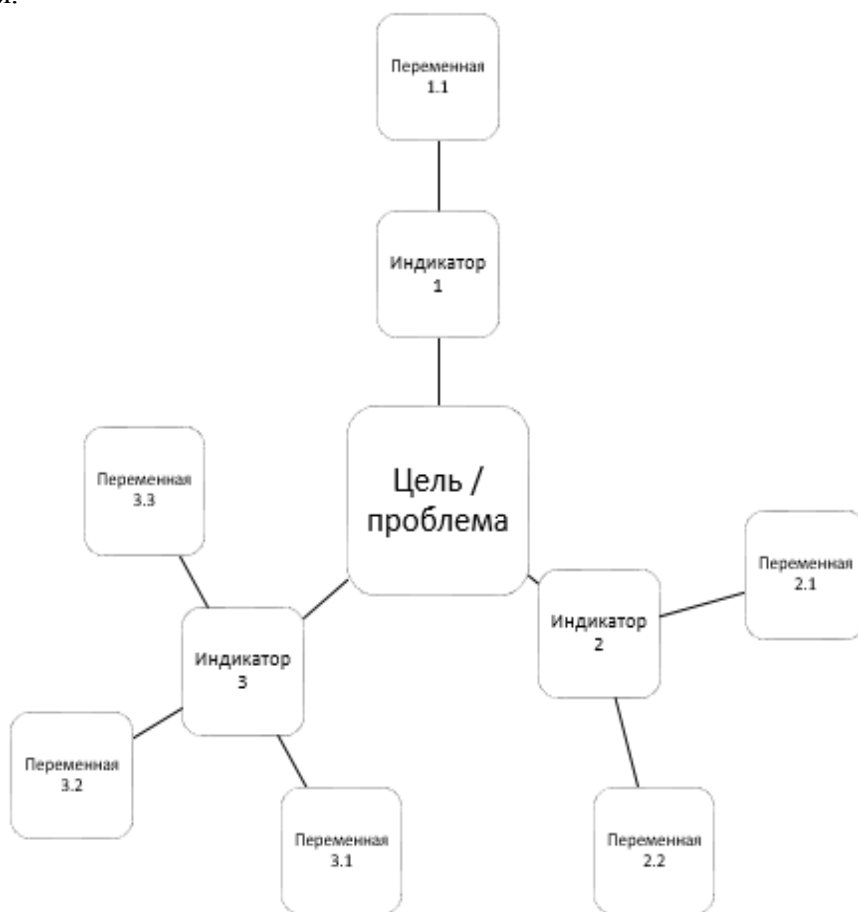 Переменная
1.1
Индикатор
1
Цель /
проблема
Переменная
3.3
Переменная
2.1
Индикатор
2
Индикатор
3
Переменная
3.2
Переменная
3.1
Переменная
2.2